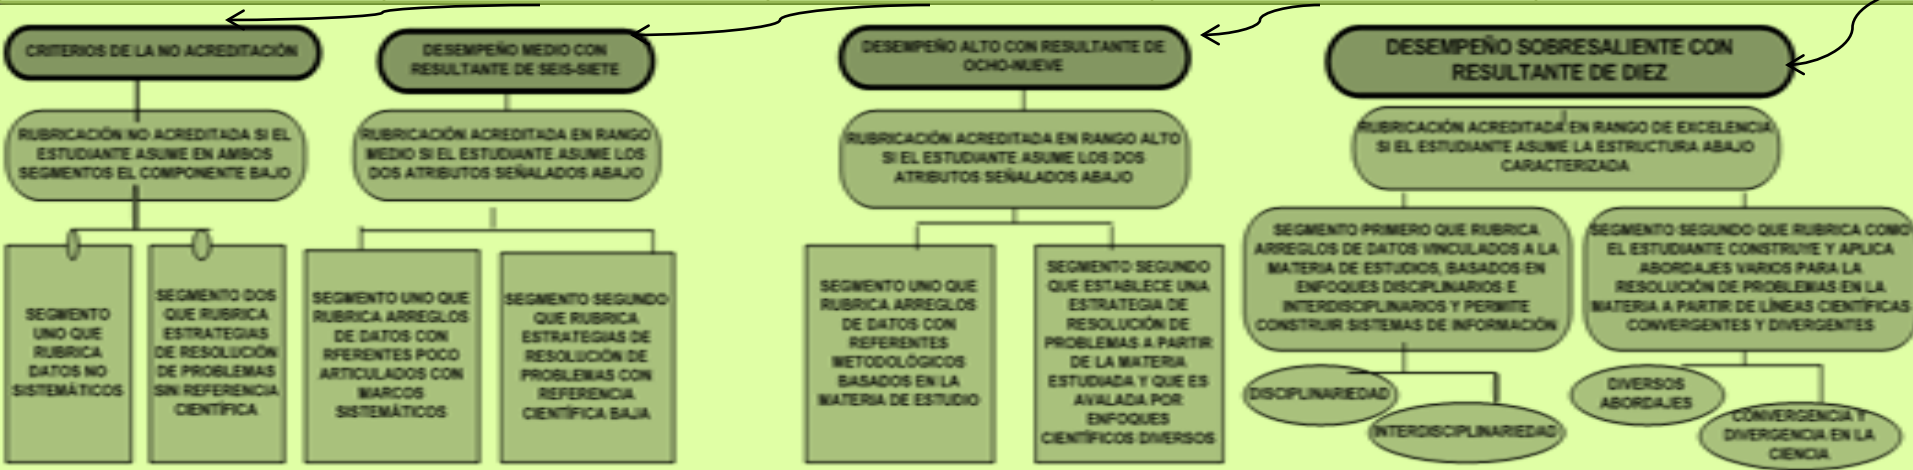 CRITERIOS DE LA NO ACREDITACIÓN
RUBRICACIÓN NO ACREDITADA SI EL
ESTUDIANTE ASUME EN AMBOS
SEGMENTOS EL COMPONENTE BAJO
SEGMENTO
UNO QUE
RUBRICA
DATOS NO
SISTEMÁTICOS
SEGMENTO DOS
QUE RUBRICA
ESTRATEGIAS
DE RESOLUCIÓN
DE PROBLEMAS
SIN REFERENCIA
CIENTÍFICA
DESEMPEÑO MEDIO CON
RESULTANTE DE SEIS-SIETE
RUBRICACIÓN ACREDITADA EN RANGO
MEDIO SI EL ESTUDIANTE ASUME LOS
DOS ATRIBUTOS SEÑALADOS ABAJO
SEGMENTO UNO QUE
RUBRICA ARREGLOS
DE DATOS CON
RFERENTES POCO
ARTICULADOS CON
MARCOS
SISTEMÁTICOS
SEGMENTO SEGUNDO
QUE RUBRICA
ESTRATEGIAS DE
RESOLUCIÓN DE
PROBLEMAS CON
REFERENCIA
CIENTÍFICA BAJA
DESEMPEÑO ALTO CON RESULTANTE DE
OCHO-NUEVE
RUBRICACIÓN ACREDITADA EN RANGO ALTO
SI EL ESTUDIANTE ASUME LOS DOS
ATRIBUTOS SEÑALADOS ABAJO
SEGMENTO UNO QUE
RUBRICA ARREGLOS
DE DATOS CON
REFERENTES
METODOLÓGICOS
BASADOS EN LA
MATERIA DE ESTUDIO
SEGMENTO SEGUNDO
QUE ESTABLECE UNA
ESTRATEGIA DE
RESOLUCIÓN DE
PROBLEMAS A PARTIR
DE LA MATERIA
ESTUDIADA Y QUE ES
AVALADA POR
ENFOQUES
CIENTÍFICOS DIVERSOS
DESEMPEÑO SOBRESALIENTE CON
RESULTANTE DE DIEZ
RUBRICACIÓN ACREDITADA EN RANGO DE EXCELENCIA
SI EL ESTUDIANTE ASUME LA ESTRUCTURA ABAJO
CARACTERIZADA
SEGMENTO PRIMERO QUE RUBRICA
ARREGLOS DE DATOS VINCULADOS A LA
MATERIA DE ESTUDIOS, BASADOS EN
ENFOQUES DISCIPLINARIOS E
INTERDISCIPLINARIOS Y PERMITE
CONSTRUIR SISTEMAS DE INFORMACIÓN
DISCIPLINARIEDAD
INTERDISCIPLINARIEDAD
SEGMENTO SEGUNDO QUE RUBRICA COMO
EL ESTUDIANTE CONSTRUYE Y APLICA
ABORDAJES VARIOS PARA LA
RESOLUCIÓN DE PROBLEMAS EN LA
MATERIA A PARTIR DE LÍNEAS CIENTÍFICAS
CONVERGENTES Y DIVERGENTES
DIVERSOS
ABORDAJES
CONVERGENCIA Y
DIVERGENCIA EN LA
CIENCIA